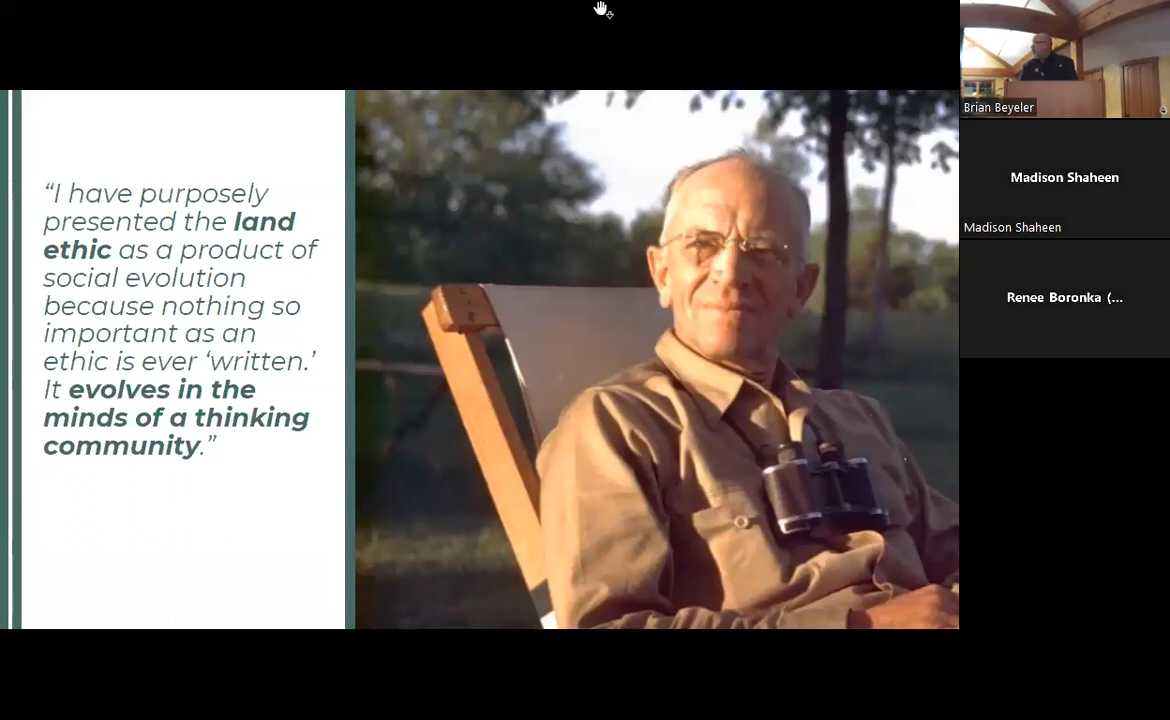 “I have purposely
presented the land
ethic as a product of
social evolution
because nothing so
important as an
ethic is ever ‘written.’
It evolves in the
minds of a thinking
community.”
Brian Beyeler
Madison Shaheen
Madison Shaheen
Renee Boronka (...